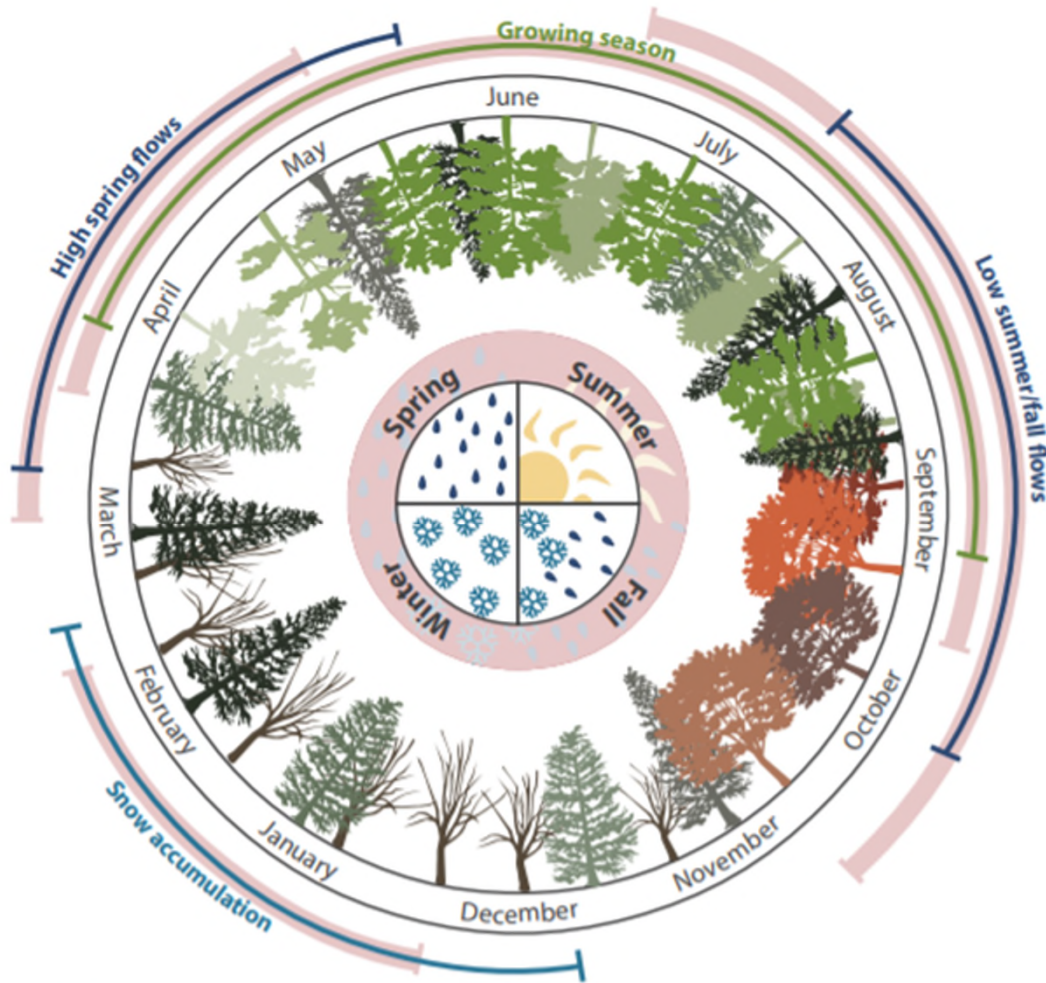 Growing season
High spring flows
Low summer/fall flows
Snow accumulation
June
July
August
September
October
November
December
January
February
March
April
May
Spring
Summer
Fall
Winter